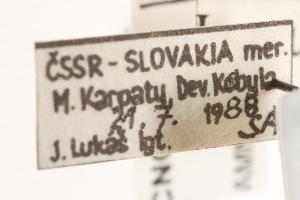 ČSSR - SLOVAKIA mer.
M. Karpaty, Dev. Kobyla
21. 7. 1988
J. Lukáš lgt.